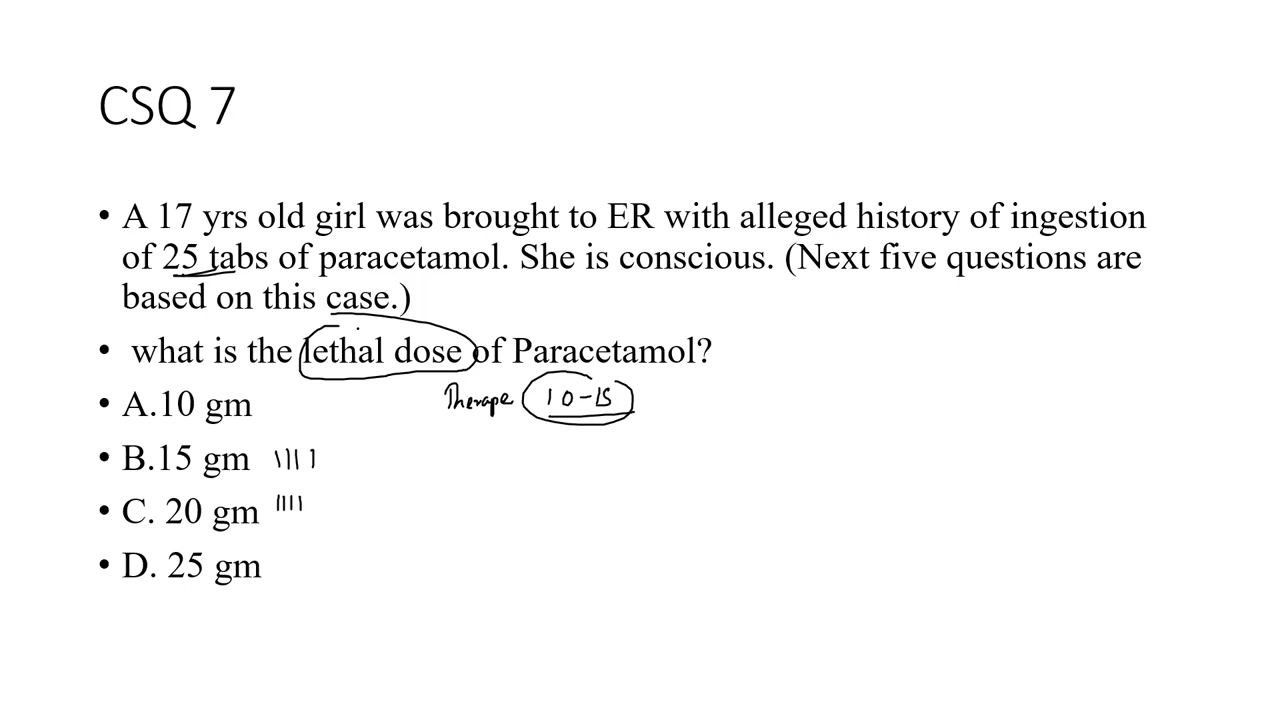 CSQ 7
• A 17 yrs old girl was brought to ER with alleged history of ingestion
of 25 tabs of paracetamol. She is conscious. (Next five questions are
based on this case.)
• what is the lethal dose of Paracetamol?
Therape 10-15
• A.10 gm
• B.15 gm ||||
• C. 20 gm ||||
• D. 25 gm